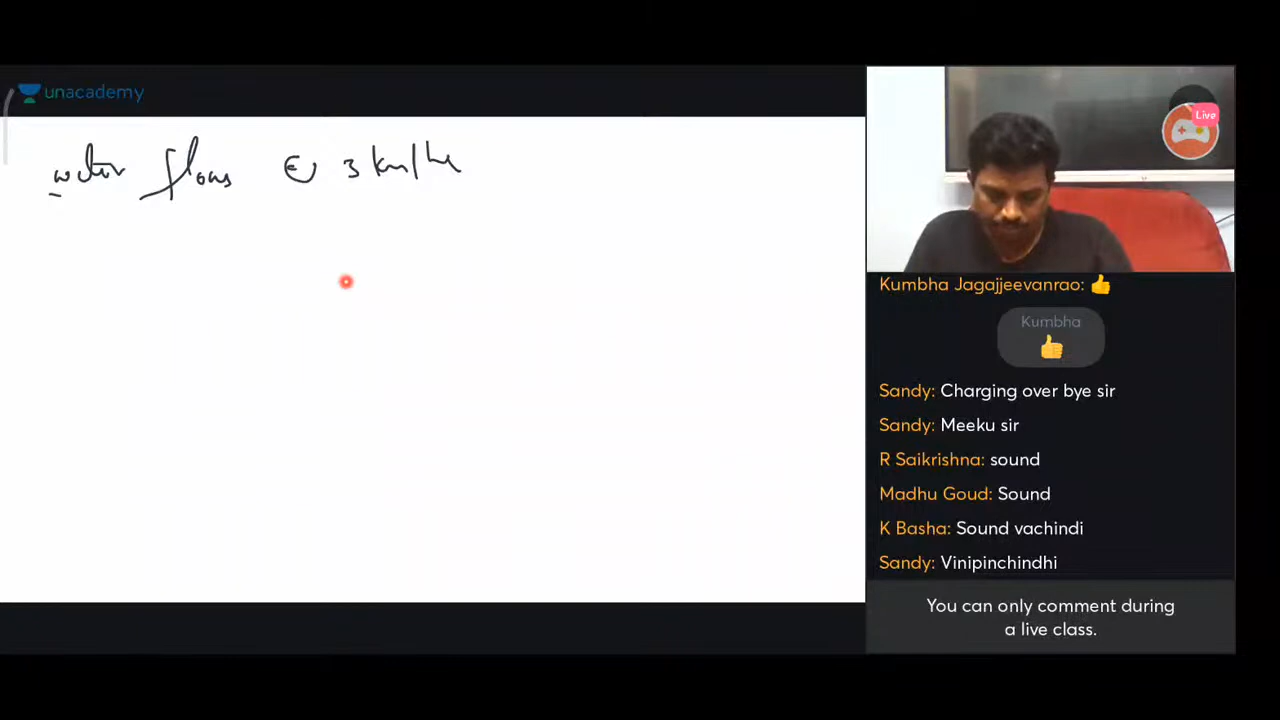 unacademy
water flows @ 3 km/hr
Live
Kumbha Jagajjeevanrao: 👍
Kumbha
👍
Sandy: Charging over bye sir
Sandy: Meeku sir
R Saikrishna: sound
Madhu Goud: Sound
K Basha: Sound vachindi
Sandy: Vinipinchindhi
You can only comment during
a live class.